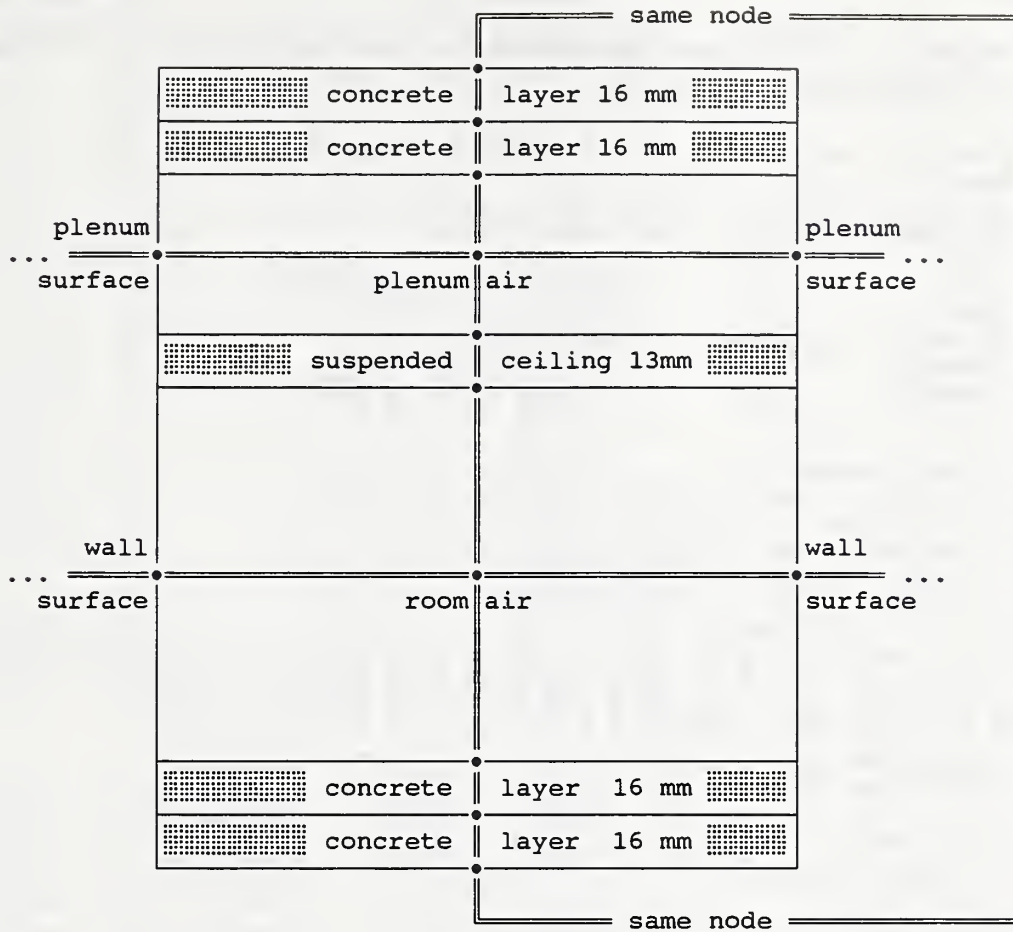 same node
concrete layer 16 mm
concrete layer 16 mm
plenum plenum
... ...
surface plenum air surface
suspended ceiling 13mm
wall wall
... ...
surface room air surface
concrete layer 16 mm
concrete layer 16 mm
same node